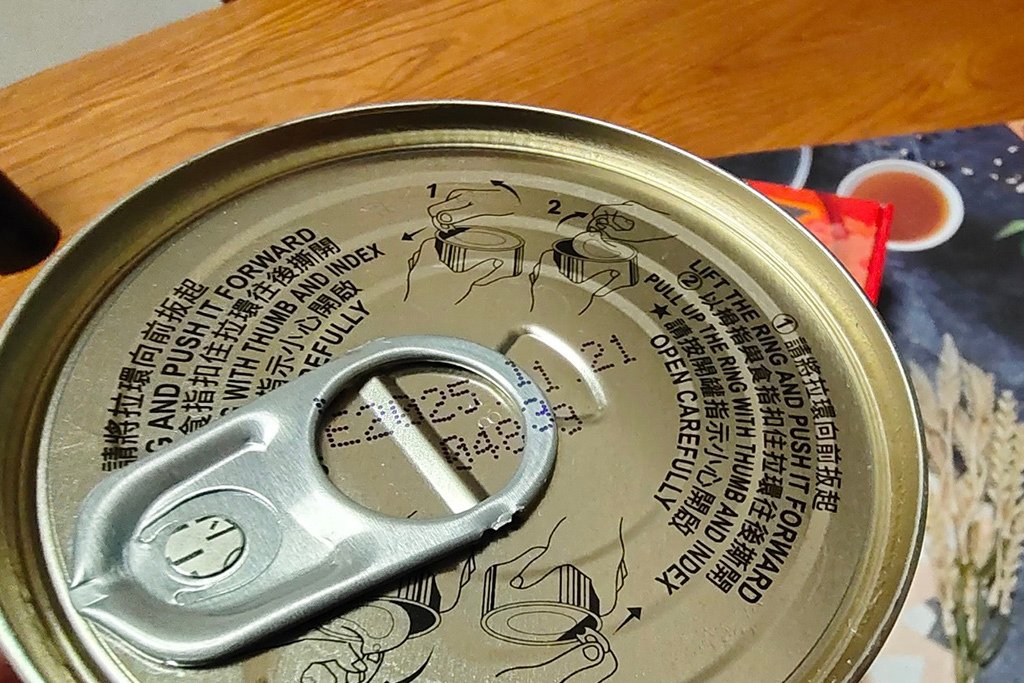 1
2
請將拉環向前扳起
G AND PUSH IT FORWARD
食指扣住拉環往後撕開
WITH THUMB AND INDEX
指示小心開啟
EFULLY
① 請將拉環向前扳起
LIFT THE RING AND PUSH IT FORWARD
② 以拇指與食指扣住拉環往後撕開
PULL UP THE RING WITH THUMB AND INDEX
★ 請按開罐指示小心開啟
OPEN CAREFULLY